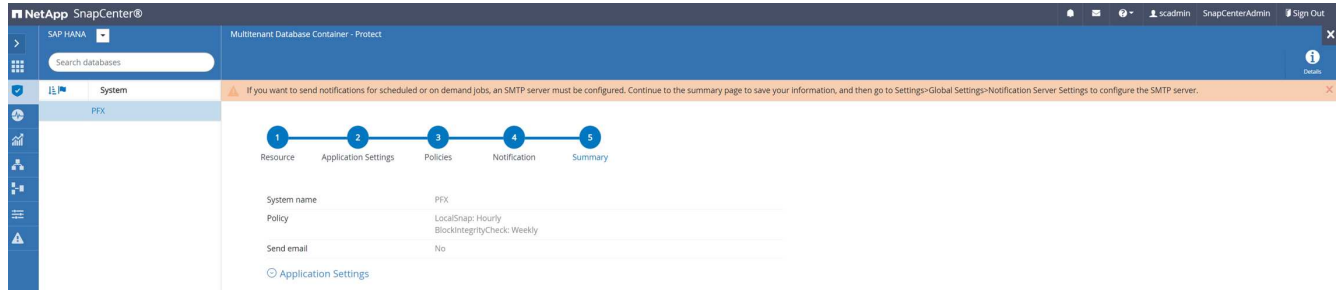 NetApp SnapCenter®
scadmin SnapCenterAdmin Sign Out
SAP HANA
Multitenant Database Container - Protect
Search databases
Details
System
If you want to send notifications for scheduled or on demand jobs, an SMTP server must be configured. Continue to the summary page to save your information, and then go to Settings>Global Settings>Notification Server Settings to configure the SMTP server.
PFX
1 2 3 4 5
Resource Application Settings Policies Notification Summary
System name PFX
Policy LocalSnap: Hourly
BlockIntegrityCheck: Weekly
Send email No
Application Settings